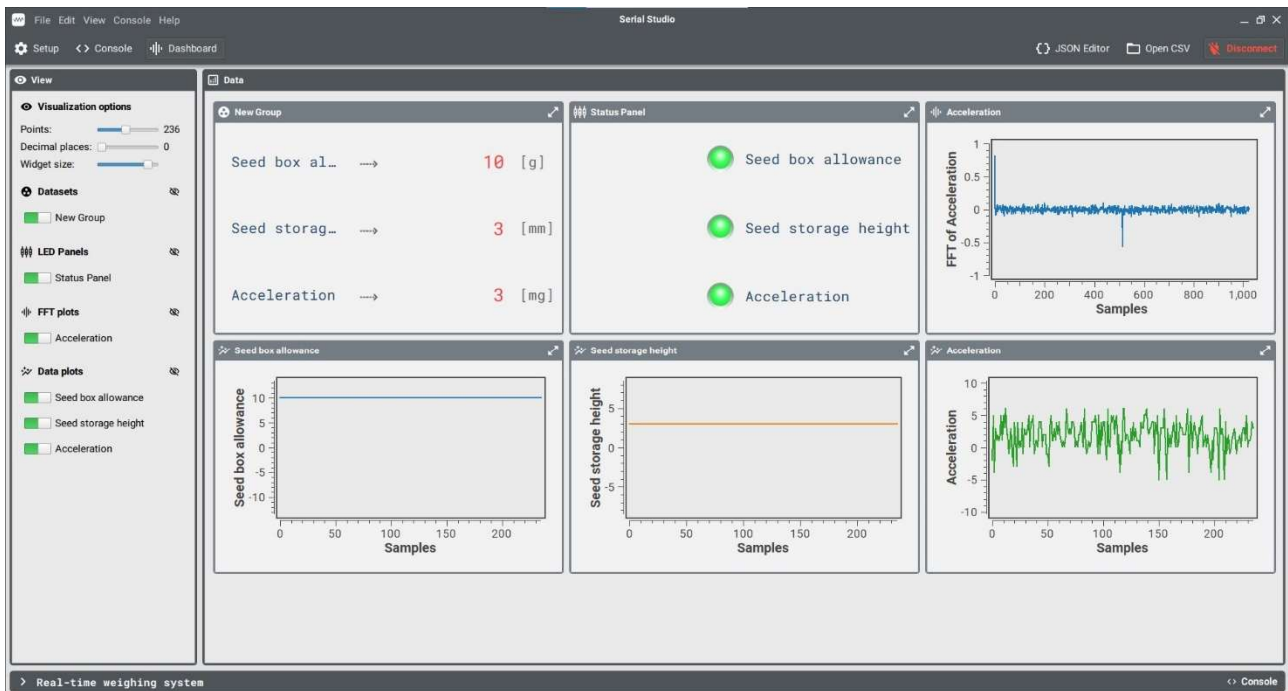 File Edit View Console Help
Serial Studio
Setup <> Console Dashboard
{} JSON Editor Open CSV Disconnect
View
Visualization options
Points: 236
Decimal places: 0
Widget size:
Datasets
New Group
LED Panels
Status Panel
FFT plots
Acceleration
Data plots
Seed box allowance
Seed storage height
Acceleration
Data
New Group
Seed box al… 10 [g]
Seed storag… 3 [mm]
Acceleration 3 [mg]
Status Panel
Seed box allowance
Seed storage height
Acceleration
Acceleration
FFT of Acceleration
1
0.5
0
-0.5
-1
0 200 400 600 800 1,000
Samples
Seed box allowance
Seed box allowance
10
5
0
-5
-10
0 50 100 150 200
Samples
Seed storage height
Seed storage height
5
0
-5
0 50 100 150 200
Samples
Acceleration
Acceleration
10
5
0
-5
-10
0 50 100 150 200
Samples
> Real-time weighing system
<> Console